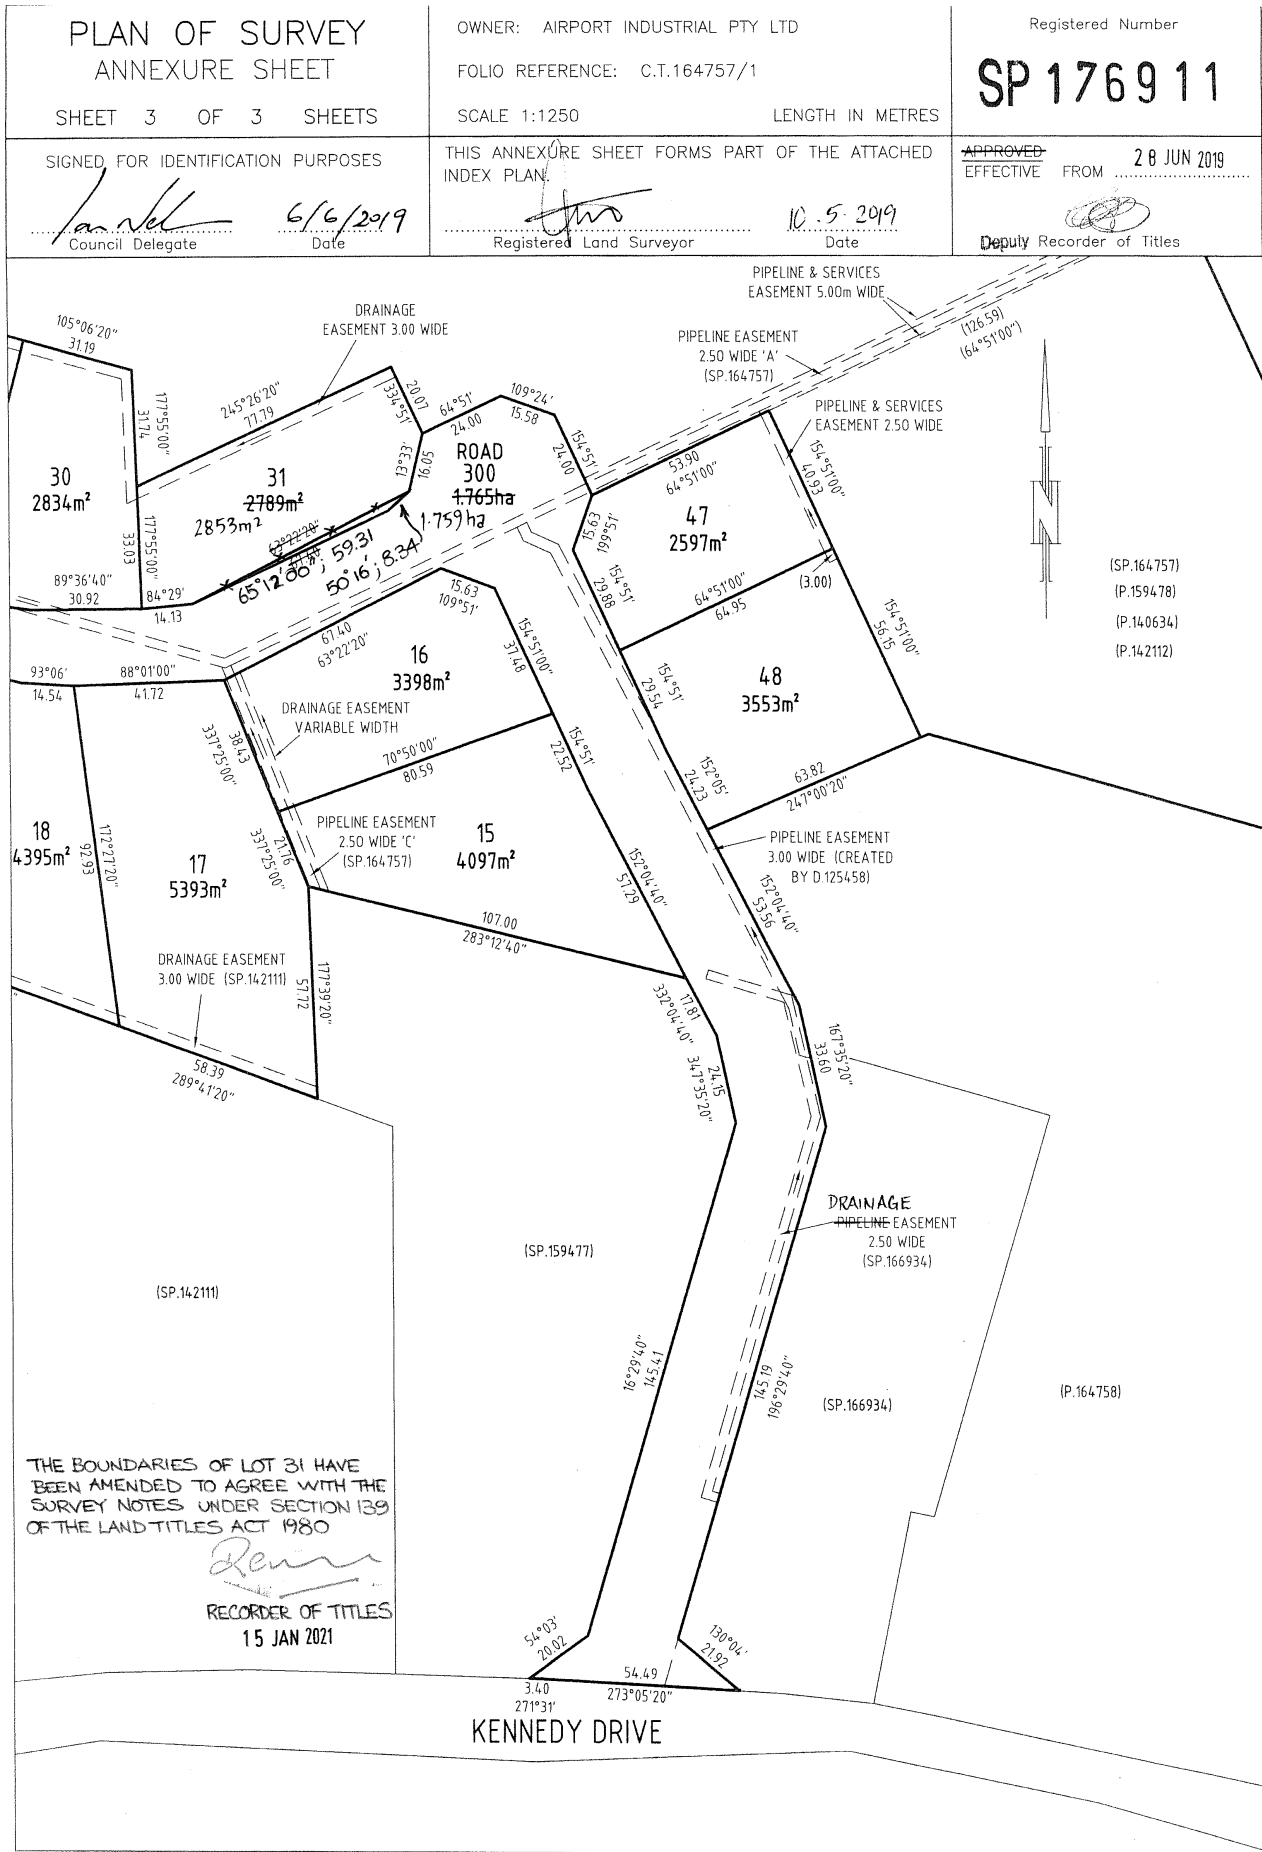 PLAN OF SURVEY
ANNEXURE SHEET
SHEET 3 OF 3 SHEETS
OWNER: AIRPORT INDUSTRIAL PTY LTD
FOLIO REFERENCE: C.T.164757/1
SCALE 1:1250 LENGTH IN METRES
Registered Number
SP 176911
SIGNED FOR IDENTIFICATION PURPOSES
6/6/2019
Council Delegate Date
THIS ANNEXURE SHEET FORMS PART OF THE ATTACHED
INDEX PLAN.
10.5.2019
Registered Land Surveyor Date
APPROVED
EFFECTIVE FROM 28 JUN 2019
Deputy Recorder of Titles
PIPELINE & SERVICES
EASEMENT 5.00m WIDE
(126.59)
(64°51'00")
DRAINAGE
EASEMENT 3.00 WIDE
PIPELINE EASEMENT
2.50 WIDE 'A'
(SP.164757)
PIPELINE & SERVICES
EASEMENT 2.50 WIDE
105°06'20"
31.19
177°55'00"
31.74
245°26'20"
77.79
334°51'
20.07
64°51'
24.00
109°24'
15.58
154°51'
24.00
13°33'
16.05
ROAD
300
1.765ha
1.759ha
30
2834m²
31
2789m²
2853m²
63°22'20"
65°12'00"; 59.31
50°16'; 8.34
177°55'00"
33.03
89°36'40"
30.92
84°29'
14.13
53.90
64°51'00"
154°51'00"
40.93
47
2597m²
15.63
199°51'
154°51'
29.88
64°51'00"
64.95
(3.00)
154°51'00"
56.15
(SP.164757)
(P.159478)
(P.140634)
(P.142112)
N
48
3553m²
154°51'
29.54
152°05'
24.23
63.82
247°00'20"
67.40
63°22'20"
15.63
109°51'
154°51'00"
37.48
16
3398m²
93°06'
14.54
88°01'00"
41.72
DRAINAGE EASEMENT
VARIABLE WIDTH
38.43
337°25'00"
70°50'00"
80.59
154°51'
22.52
PIPELINE EASEMENT
2.50 WIDE 'C'
(SP.164757)
21.76
337°25'00"
15
4097m²
152°04'40"
57.29
PIPELINE EASEMENT
3.00 WIDE (CREATED
BY D.125458)
152°04'40"
53.56
18
4395m²
172°27'20"
92.93
17
5393m²
107.00
283°12'40"
DRAINAGE EASEMENT
3.00 WIDE (SP.142111)
177°39'20"
57.72
58.39
289°41'20"
17.81
332°04'40"
24.15
347°35'20"
167°35'20"
33.60
DRAINAGE
PIPELINE EASEMENT
2.50 WIDE
(SP.166934)
(SP.159477)
(SP.142111)
16°29'40"
145.41
145.19
196°29'40"
(SP.166934)
(P.164758)
THE BOUNDARIES OF LOT 31 HAVE
BEEN AMENDED TO AGREE WITH THE
SURVEY NOTES UNDER SECTION 139
OF THE LAND TITLES ACT 1980
RECORDER OF TITLES
15 JAN 2021
54°03'
20.02
130°04'
21.92
54.49
273°05'20"
3.40
271°31'
KENNEDY DRIVE